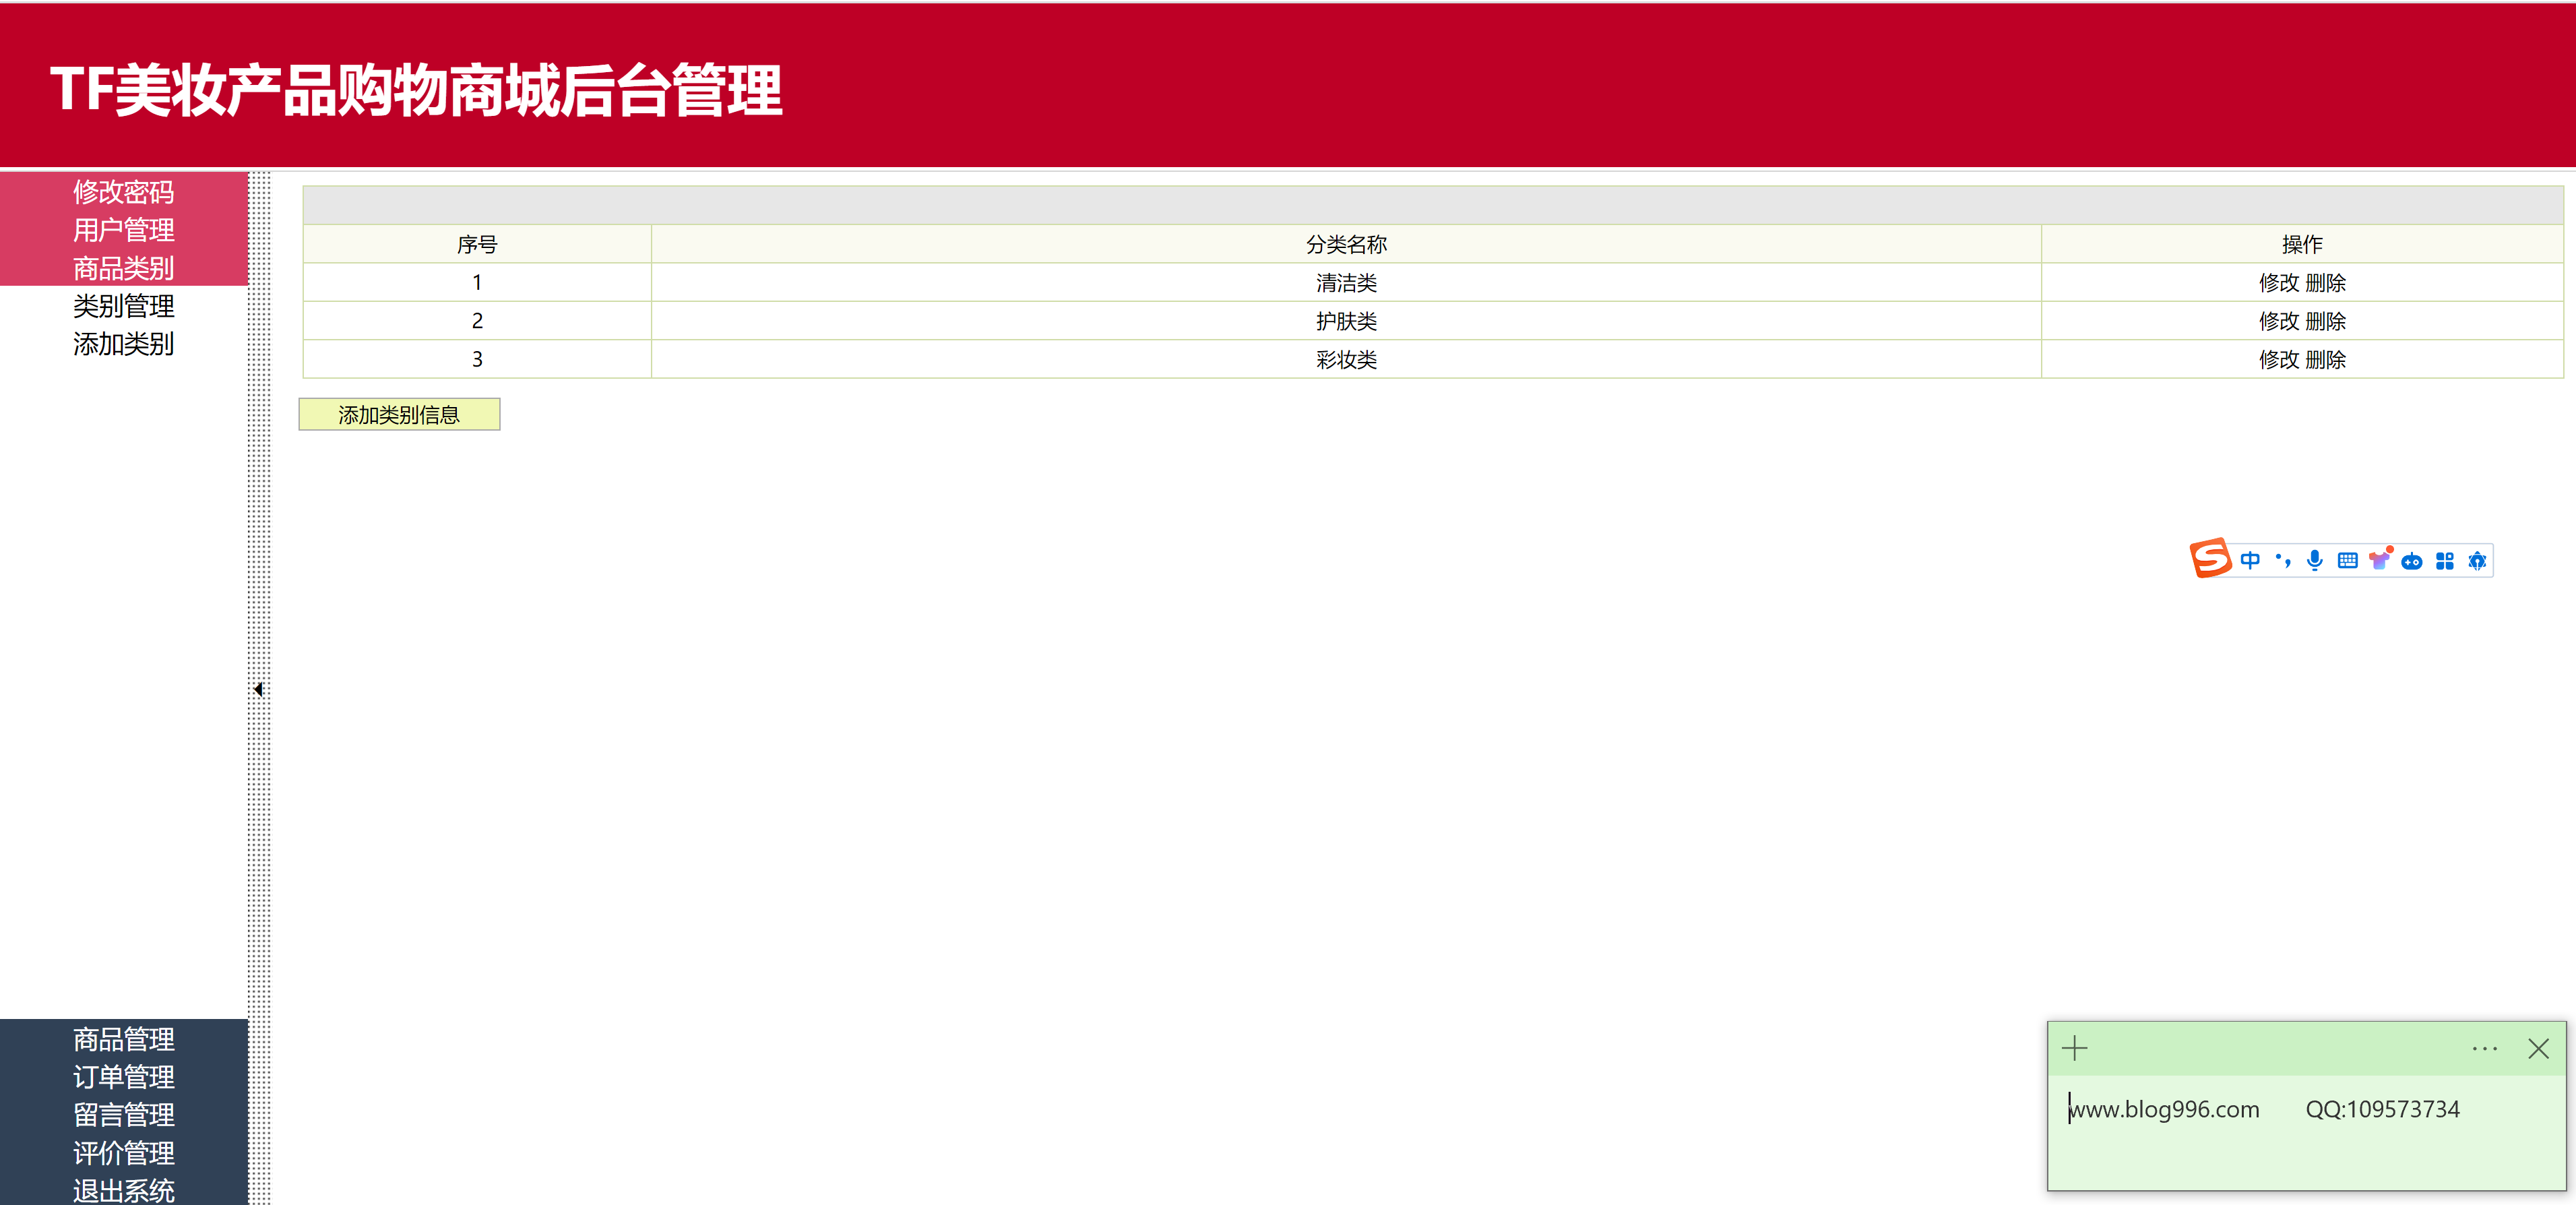 TF美妆产品购物商城后台管理
修改密码
用户管理
商品类别
类别管理
添加类别
序号 分类名称 操作
1 清洁类 修改 删除
2 护肤类 修改 删除
3 彩妆类 修改 删除
添加类别信息
中
商品管理
订单管理
留言管理
评价管理
退出系统
www.blog996.com QQ:109573734